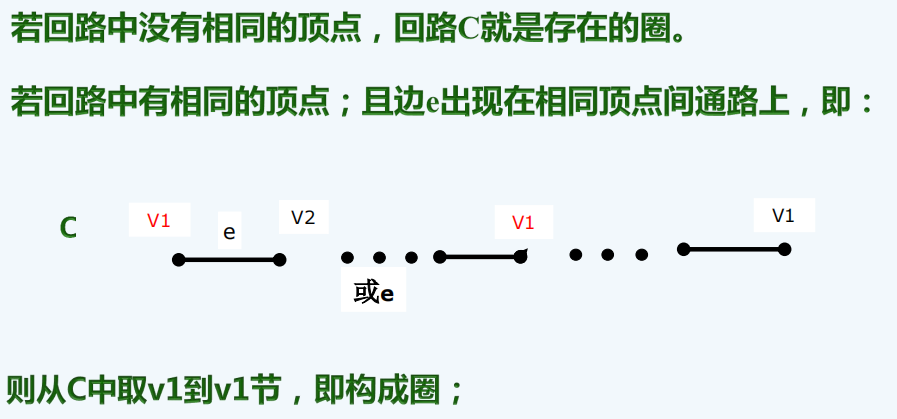 若回路中没有相同的顶点，回路C就是存在的圈。
若回路中有相同的顶点；且边e出现在相同顶点间通路上，即：
C V1 e V2 V1 V1
或e
则从C中取v1到v1节，即构成圈；